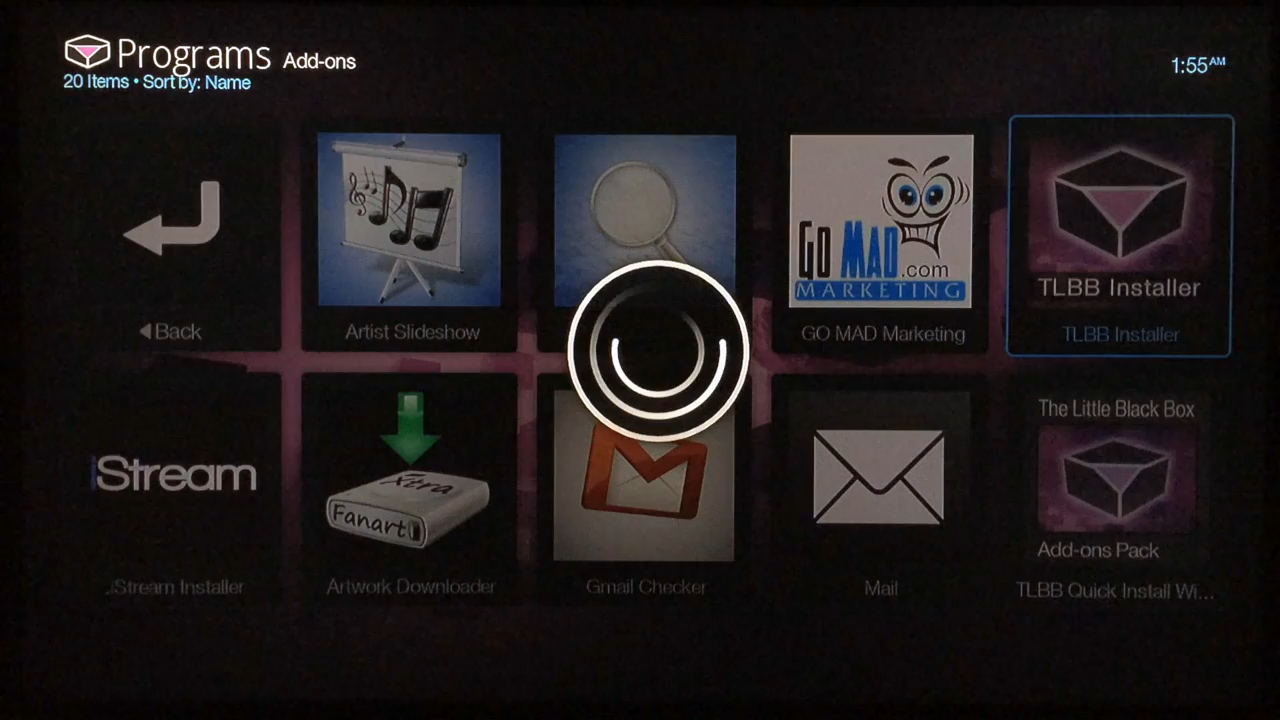 Programs Add-ons
20 Items • Sort by: Name
1:55AM
GO MAD.com
MARKETING
TLBB Installer
Back
Artist Slideshow
GO MAD Marketing
TLBB Installer
iStream
Xtra
Fanart
The Little Black Box
Add-ons Pack
.iStream Installer
Artwork Downloader
Gmail Checker
Mail
TLBB Quick Install Wi...